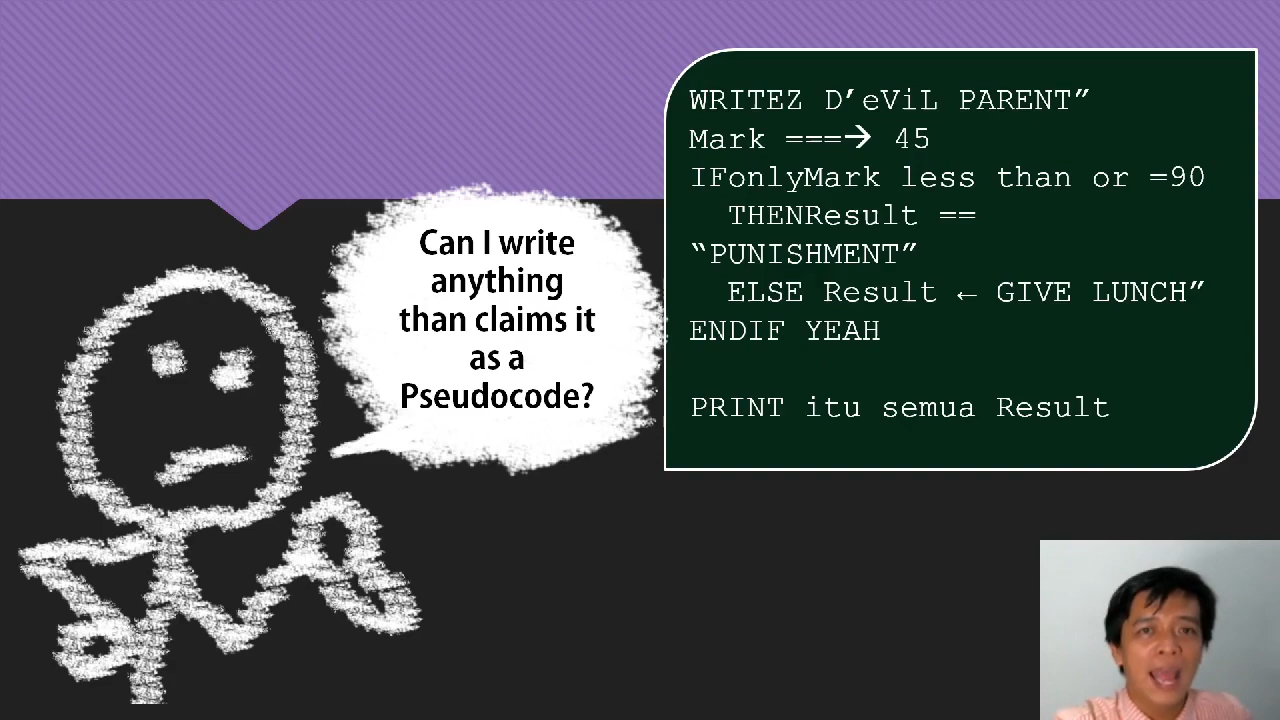 Can I write
anything
than claims it
as a
Pseudocode?
WRITEZ D’eViL PARENT”
Mark ===→ 45
IFonlyMark less than or =90
THENResult ==
“PUNISHMENT”
ELSE Result ← GIVE LUNCH”
ENDIF YEAH
PRINT itu semua Result